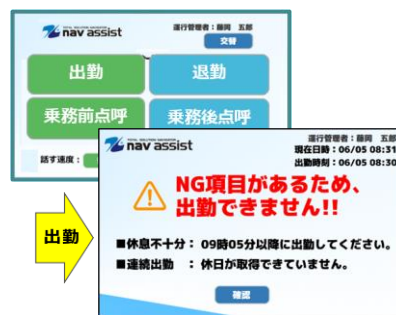 nav assist
運行管理者:藤岡 五郎
交替
出勤
退勤
乗務前点呼
乗務後点呼
話す速度:
nav assist
運行管理者:藤岡 五郎
現在日時:06/05 08:31
出勤時刻:06/05 08:30
NG項目があるため、
出勤できません!!
出勤
■休息不十分:09時05分以降に出勤してください。
■連続出勤 :休日が取得できていません。
確認